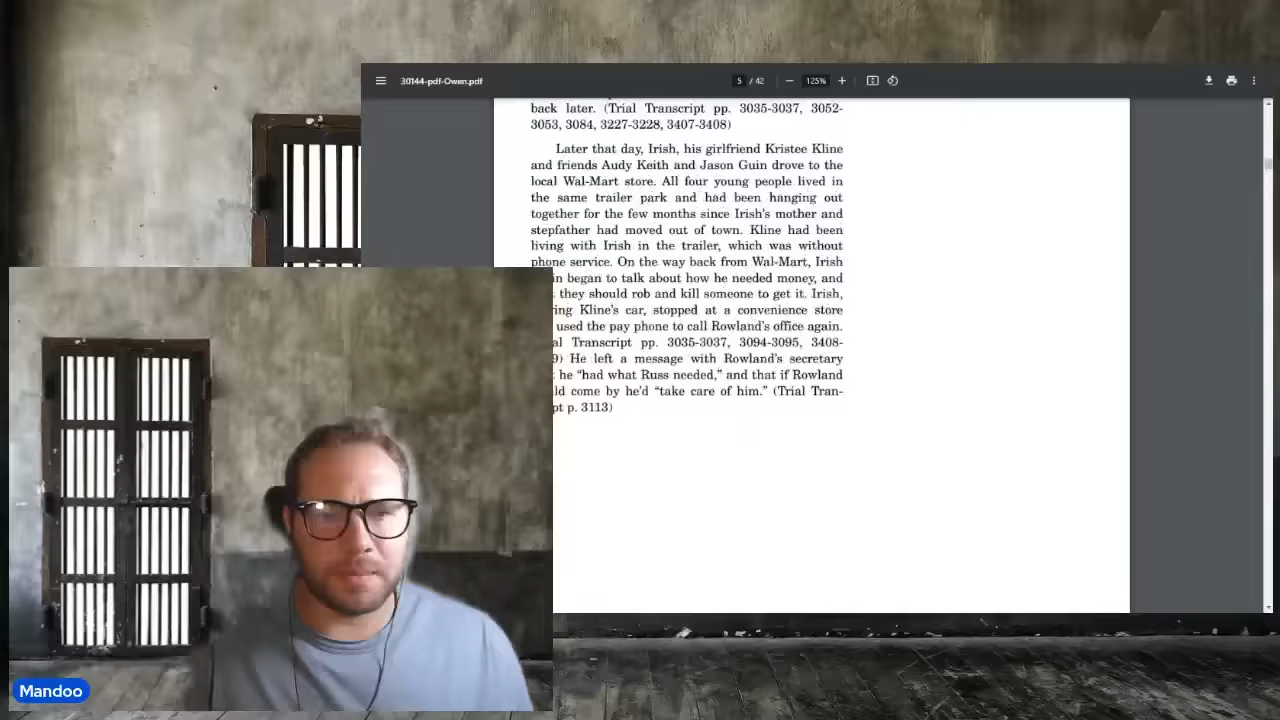 30144-pdf-Owen.pdf
5 / 42
125%
back later. (Trial Transcript pp. 3035-3037, 3052-
3053, 3084, 3227-3228, 3407-3408)
Later that day, Irish, his girlfriend Kristee Kline
and friends Audy Keith and Jason Guin drove to the
local Wal-Mart store. All four young people lived in
the same trailer park and had been hanging out
together for the few months since Irish's mother and
stepfather had moved out of town. Kline had been
living with Irish in the trailer, which was without
phone service. On the way back from Wal-Mart, Irish
in began to talk about how he needed money, and
they should rob and kill someone to get it. Irish,
ing Kline's car, stopped at a convenience store
used the pay phone to call Rowland's office again.
al Transcript pp. 3035-3037, 3094-3095, 3408-
9) He left a message with Rowland's secretary
he "had what Russ needed," and that if Rowland
ld come by he'd "take care of him." (Trial Tran-
pt p. 3113)
Mandoo